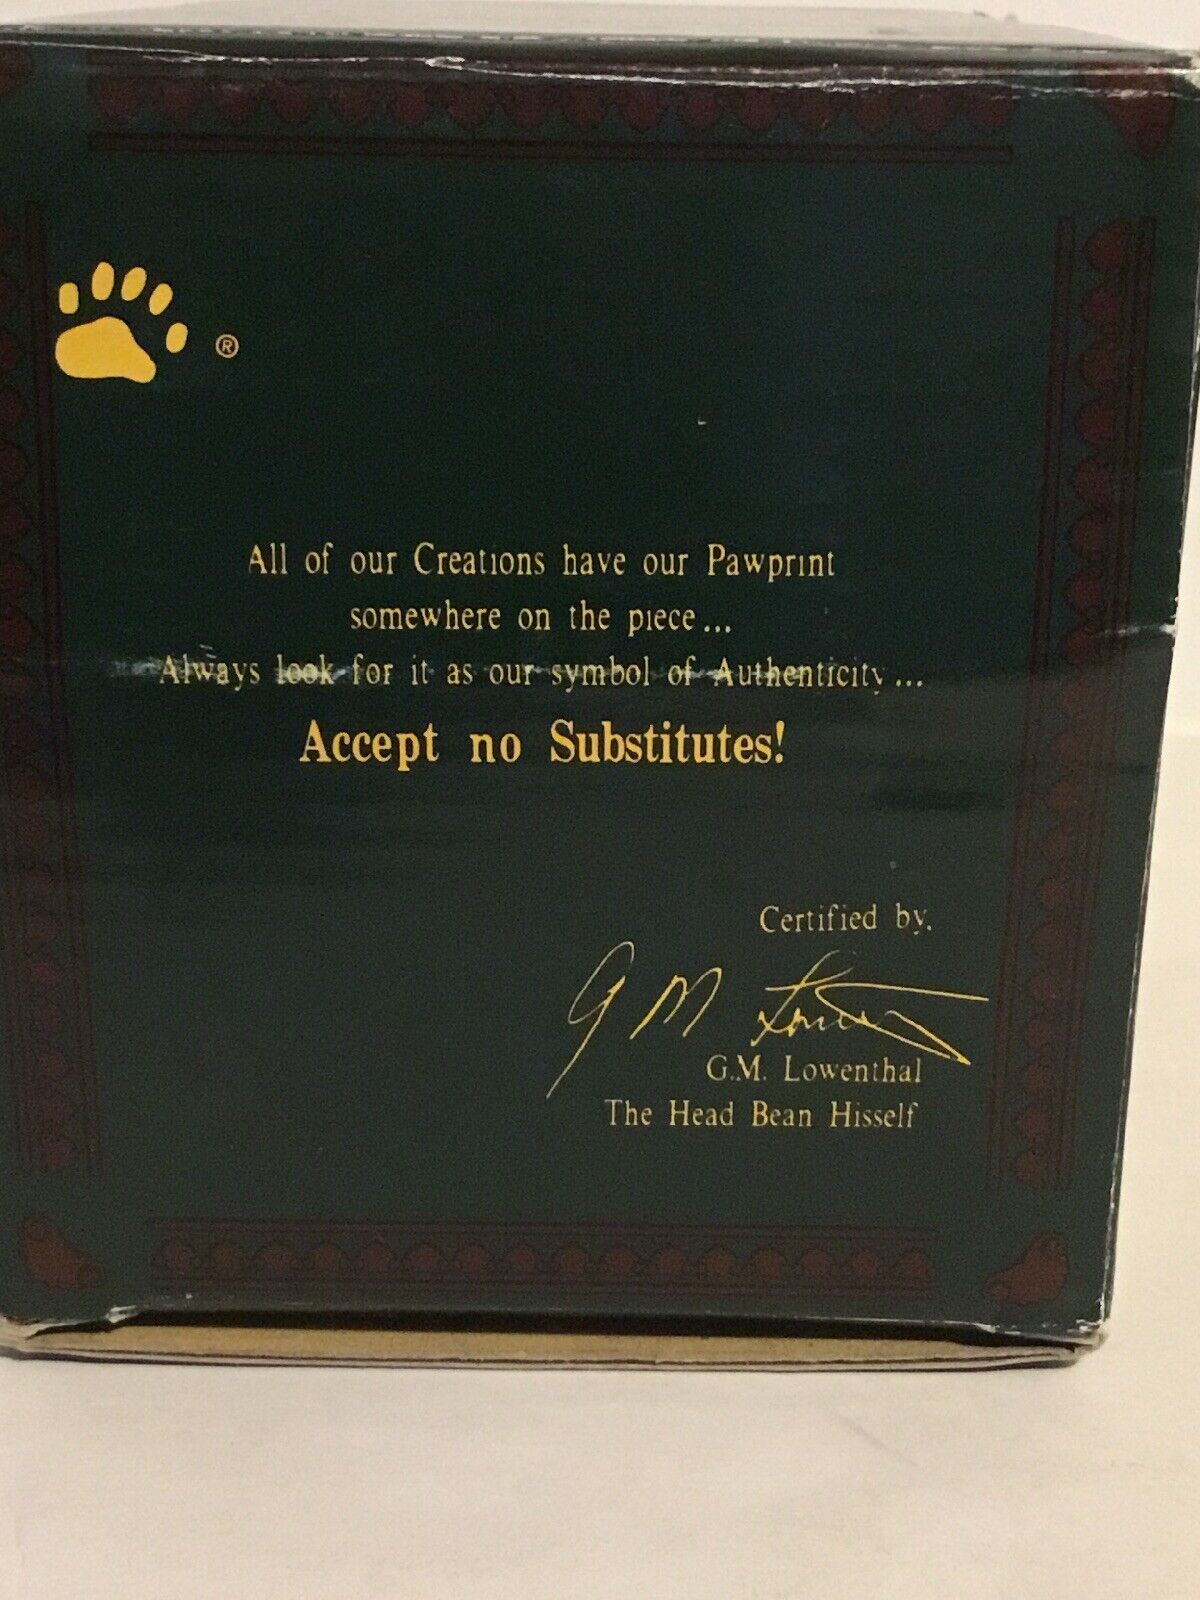 ®
All of our Creations have our Pawprint
somewhere on the piece...
Always look for it as our symbol of Authenticity...
Accept no Substitutes!
Certified by,
G M Lowenthal
G.M. Lowenthal
The Head Bean Hisself